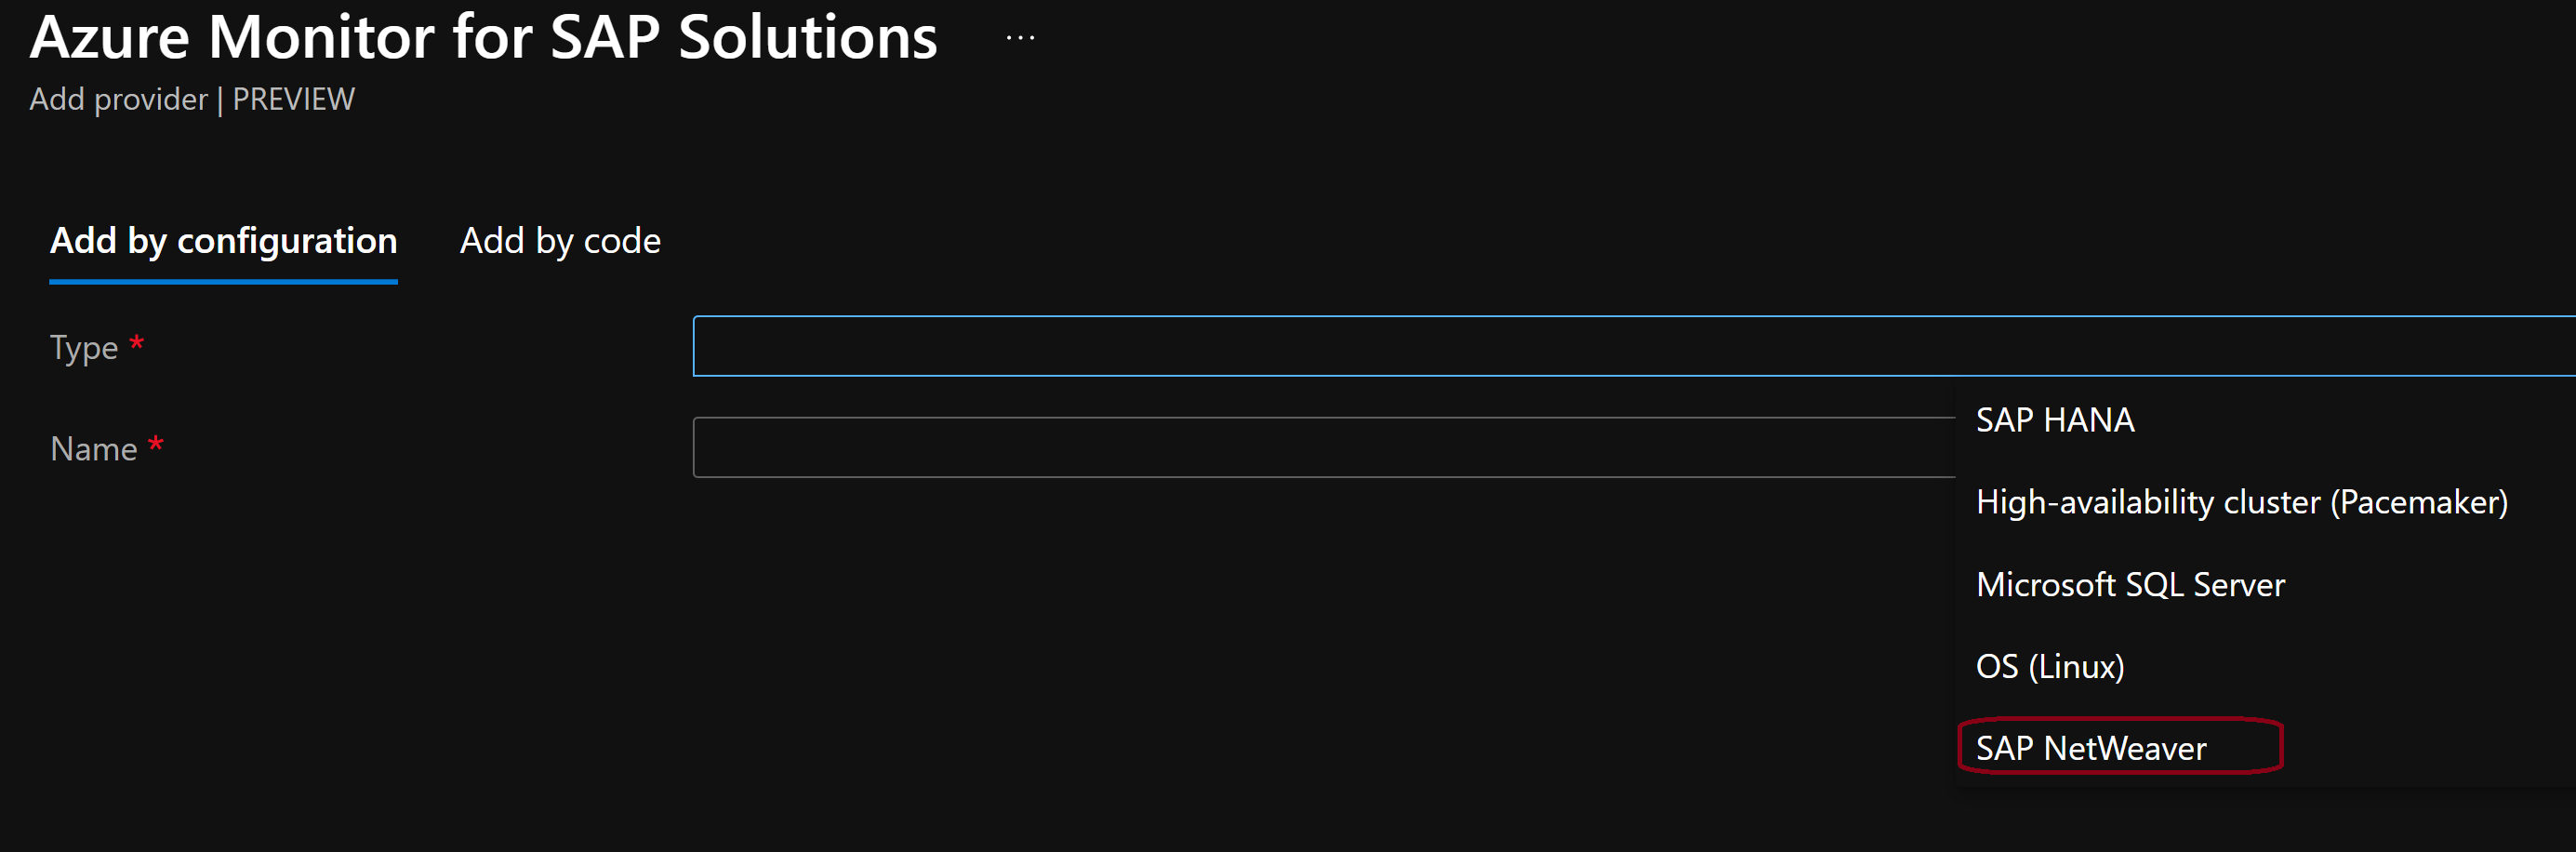 Azure Monitor for SAP Solutions ...
Add provider | PREVIEW
Add by configuration Add by code
Type *
Name *
SAP HANA
High-availability cluster (Pacemaker)
Microsoft SQL Server
OS (Linux)
SAP NetWeaver